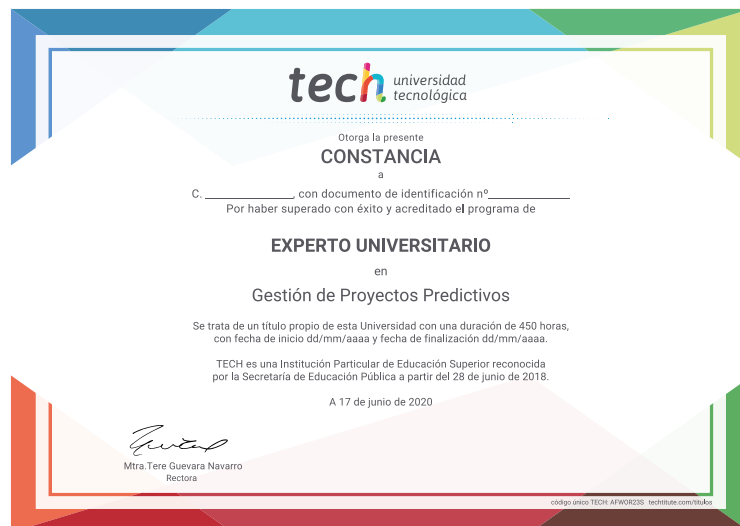 tech universidad
tecnológica
Otorga la presente
CONSTANCIA
a
C. ______________, con documento de identificación nº_____________
Por haber superado con éxito y acreditado el programa de
EXPERTO UNIVERSITARIO
en
Gestión de Proyectos Predictivos
Se trata de un título propio de esta Universidad con una duración de 450 horas,
con fecha de inicio dd/mm/aaaa y fecha de finalización dd/mm/aaaa.
TECH es una Institución Particular de Educación Superior reconocida
por la Secretaría de Educación Pública a partir del 28 de junio de 2018.
A 17 de junio de 2020
Mtra.Tere Guevara Navarro
Rectora
código único TECH: AFWOR23S techtitute.com/titulos